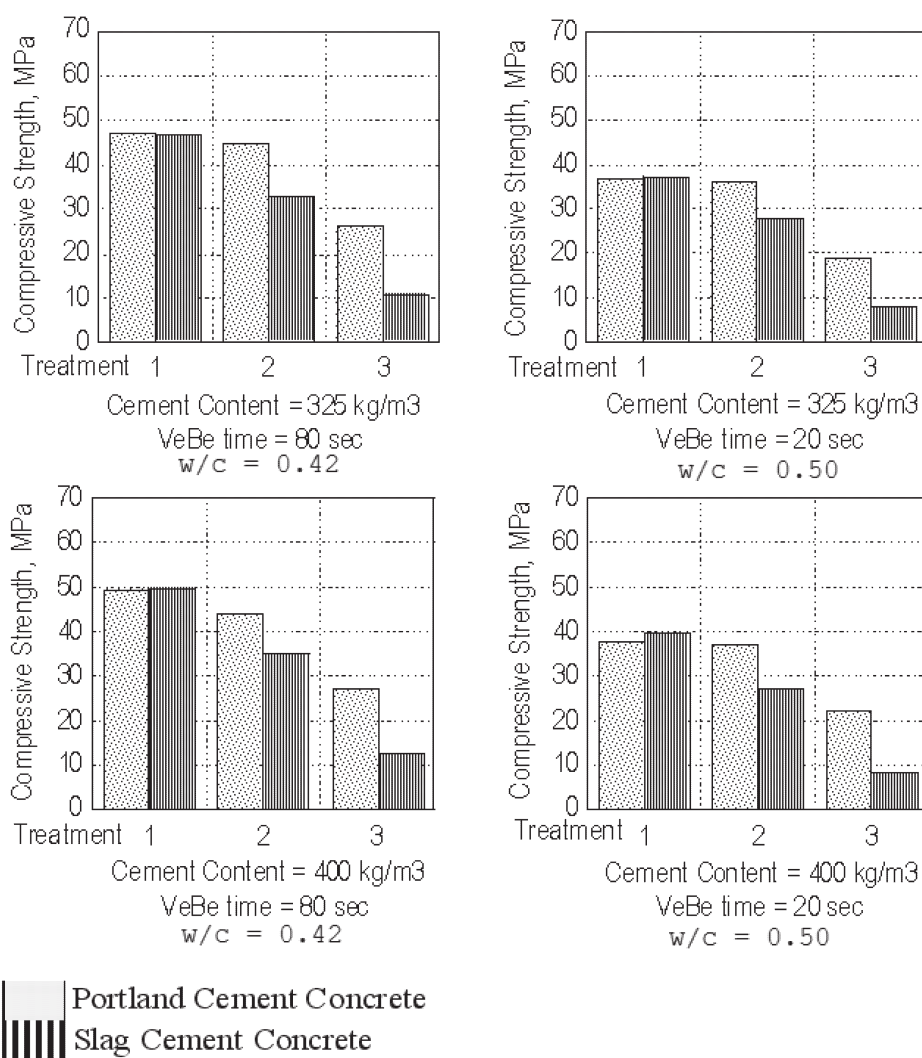 70
60
50
40
30
20
10
0
Compressive Strength, MPa
Treatment 1 2 3
Cement Content = 325 kg/m3
VeBe time = 80 sec
w/c = 0.42
70
60
50
40
30
20
10
0
Compressive Strength, MPa
Treatment 1 2 3
Cement Content = 325 kg/m3
VeBe time = 20 sec
w/c = 0.50
70
60
50
40
30
20
10
0
Compressive Strength, MPa
Treatment 1 2 3
Cement Content = 400 kg/m3
VeBe time = 80 sec
w/c = 0.42
70
60
50
40
30
20
10
0
Compressive Strength, MPa
Treatment 1 2 3
Cement Content = 400 kg/m3
VeBe time = 20 sec
w/c = 0.50
Portland Cement Concrete
Slag Cement Concrete